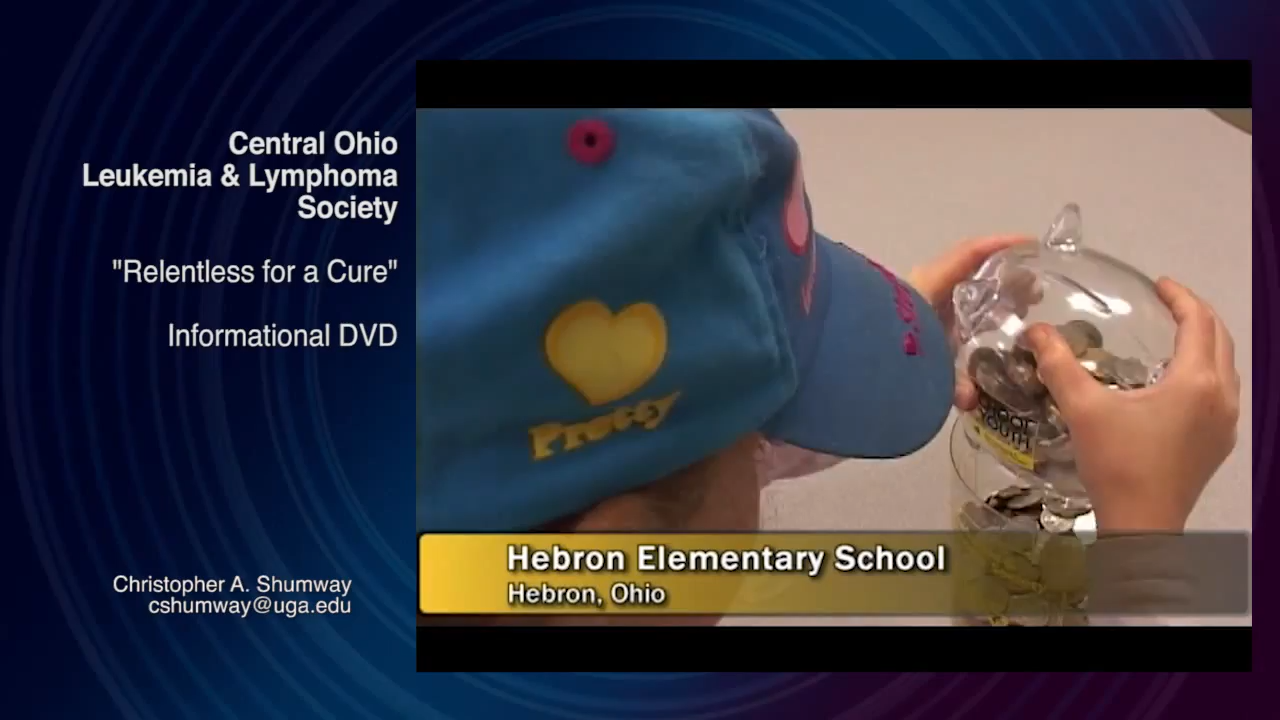 Central Ohio
Leukemia & Lymphoma
Society
"Relentless for a Cure"
Informational DVD
Christopher A. Shumway
cshumway@uga.edu
Pretty
YOUTH
Hebron Elementary School
Hebron, Ohio